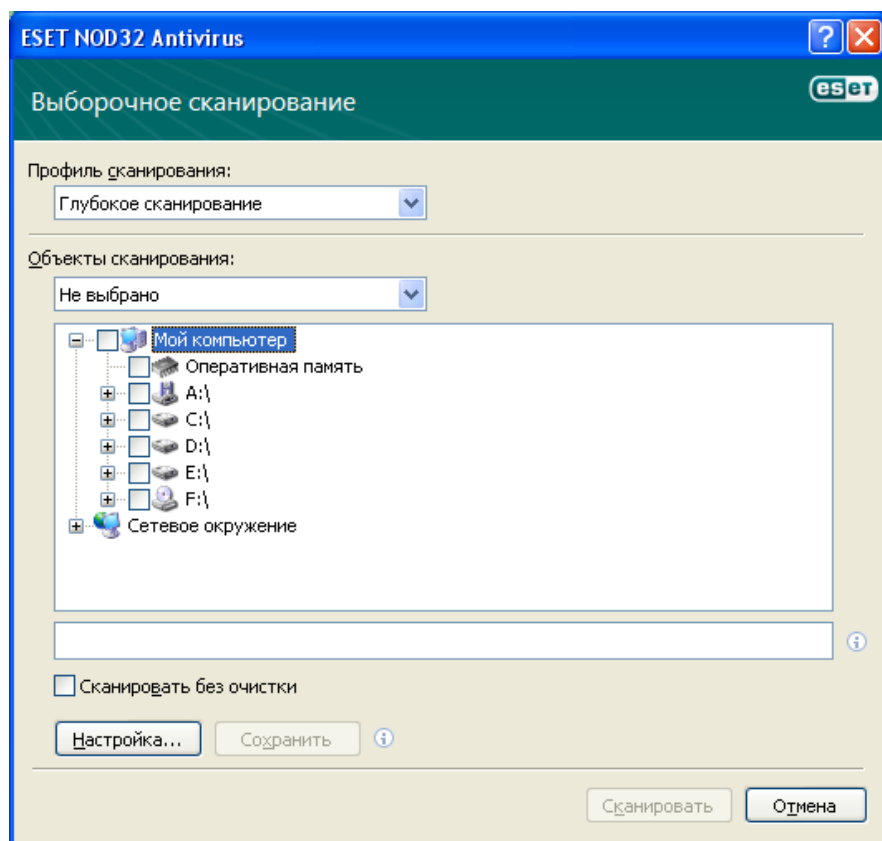 ESET NOD32 Antivirus
Выборочное сканирование
eset
Профиль сканирования:
Глубокое сканирование
Объекты сканирования:
Не выбрано
Мой компьютер
Оперативная память
A:\
C:\
D:\
E:\
F:\
Сетевое окружение
Сканировать без очистки
Настройка... Сохранить
Сканировать Отмена